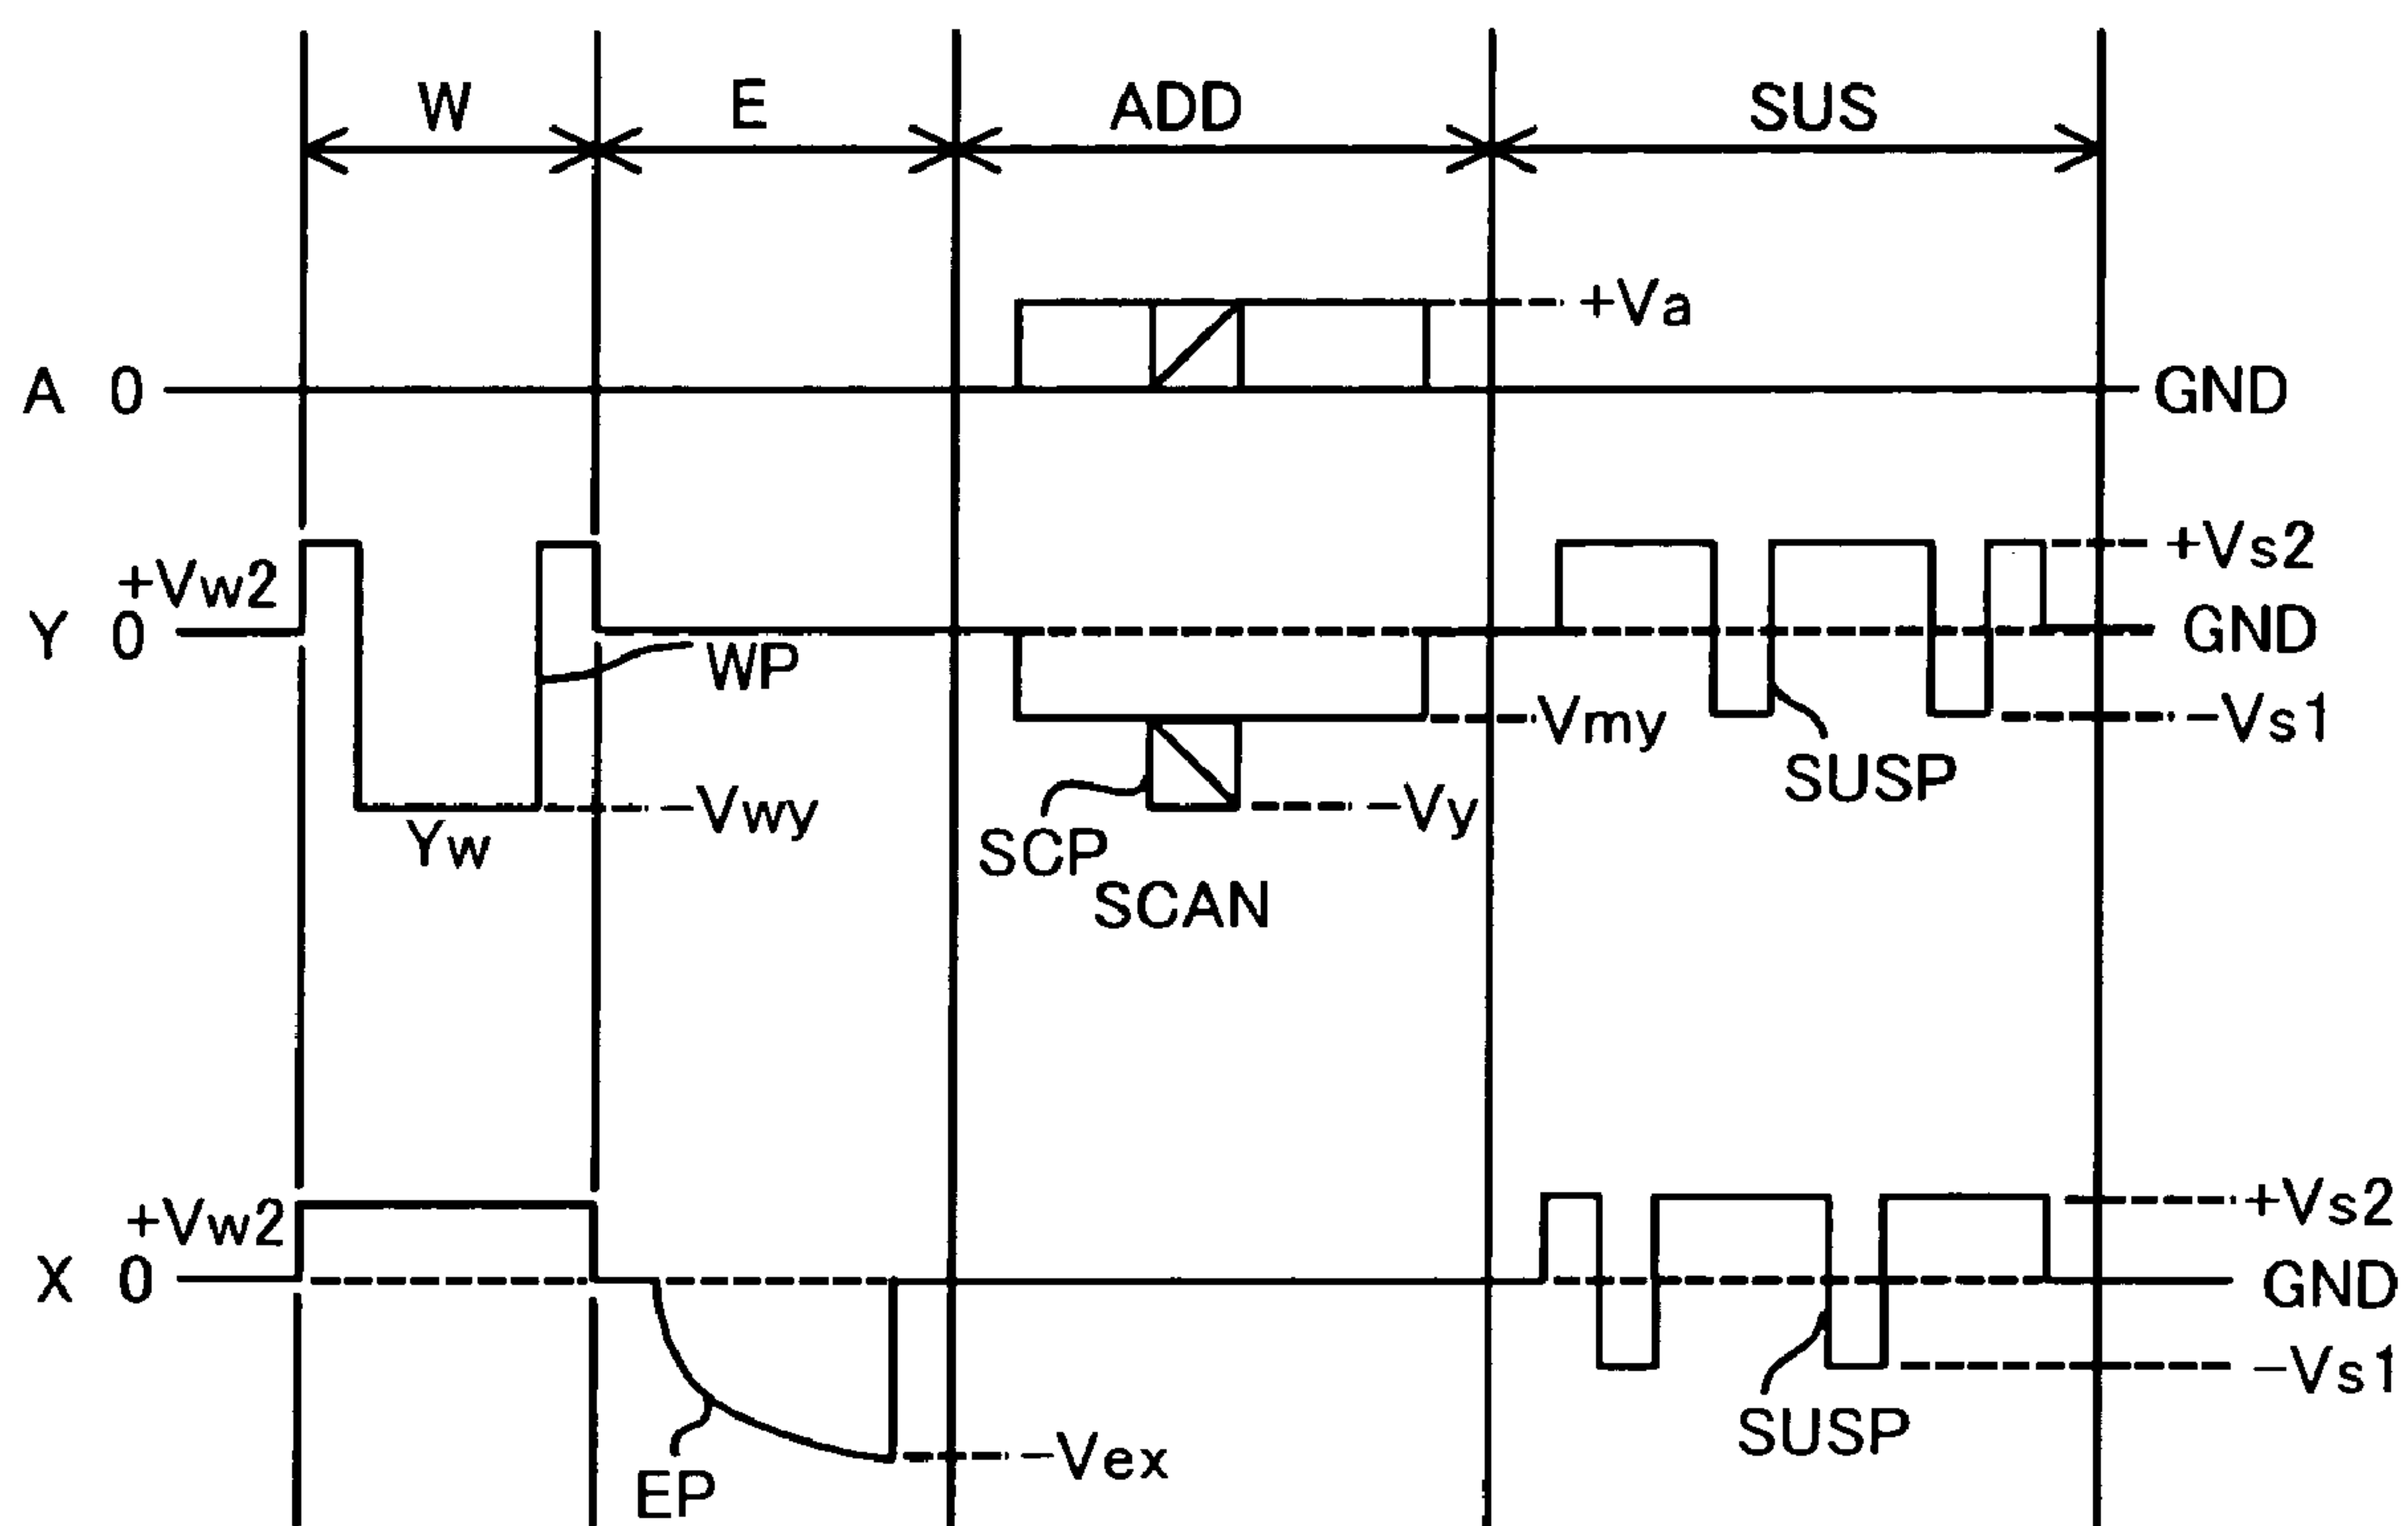 W E ADD SUS
+Va
A 0 GND
+Vs2
+Vw2
Y 0 GND
WP
Vmy -Vs1
SUSP
-Vwy -Vy
Yw SCP
SCAN
+Vw2 +Vs2
X 0 GND
-Vs1
SUSP
-Vex
EP